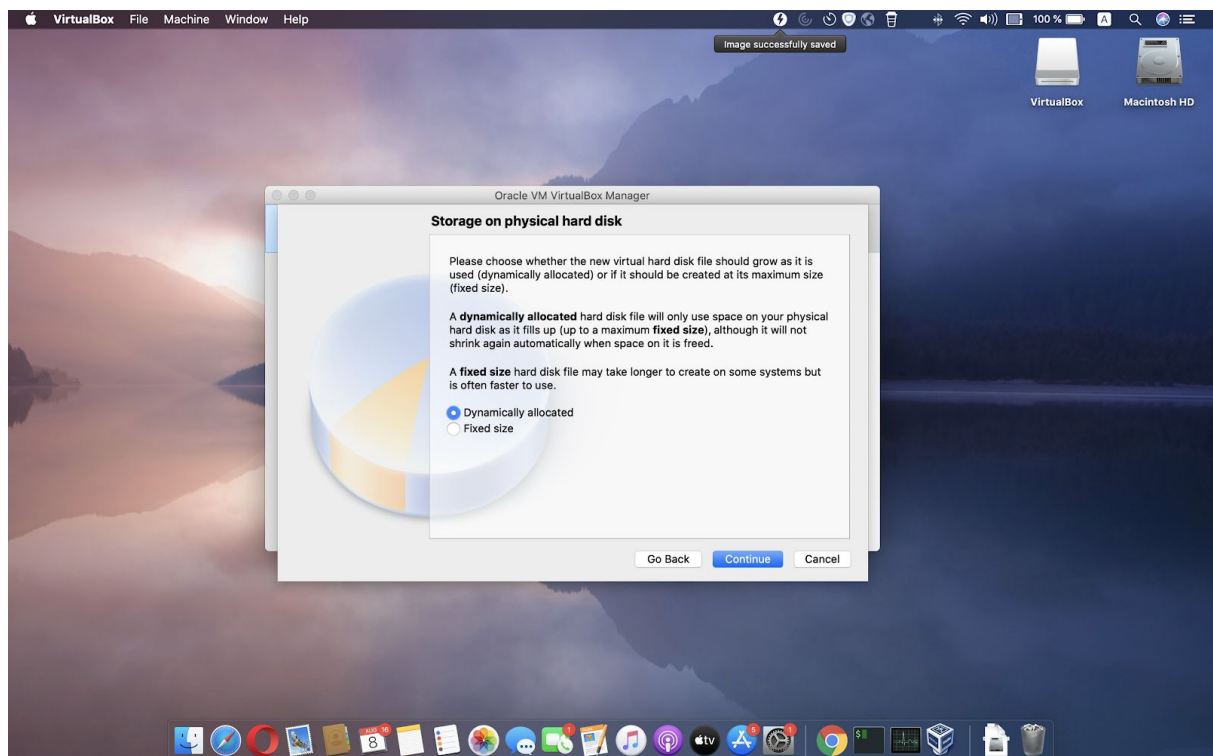 VirtualBox File Machine Window Help 100 % A
Image successfully saved
VirtualBox
Macintosh HD
Oracle VM VirtualBox Manager
Storage on physical hard disk
Please choose whether the new virtual hard disk file should grow as it is
used (dynamically allocated) or if it should be created at its maximum size
(fixed size).
A dynamically allocated hard disk file will only use space on your physical
hard disk as it fills up (up to a maximum fixed size), although it will not
shrink again automatically when space on it is freed.
A fixed size hard disk file may take longer to create on some systems but
is often faster to use.
Dynamically allocated
Fixed size
Go Back Continue Cancel
AUG 16
8
tv
5
1
$